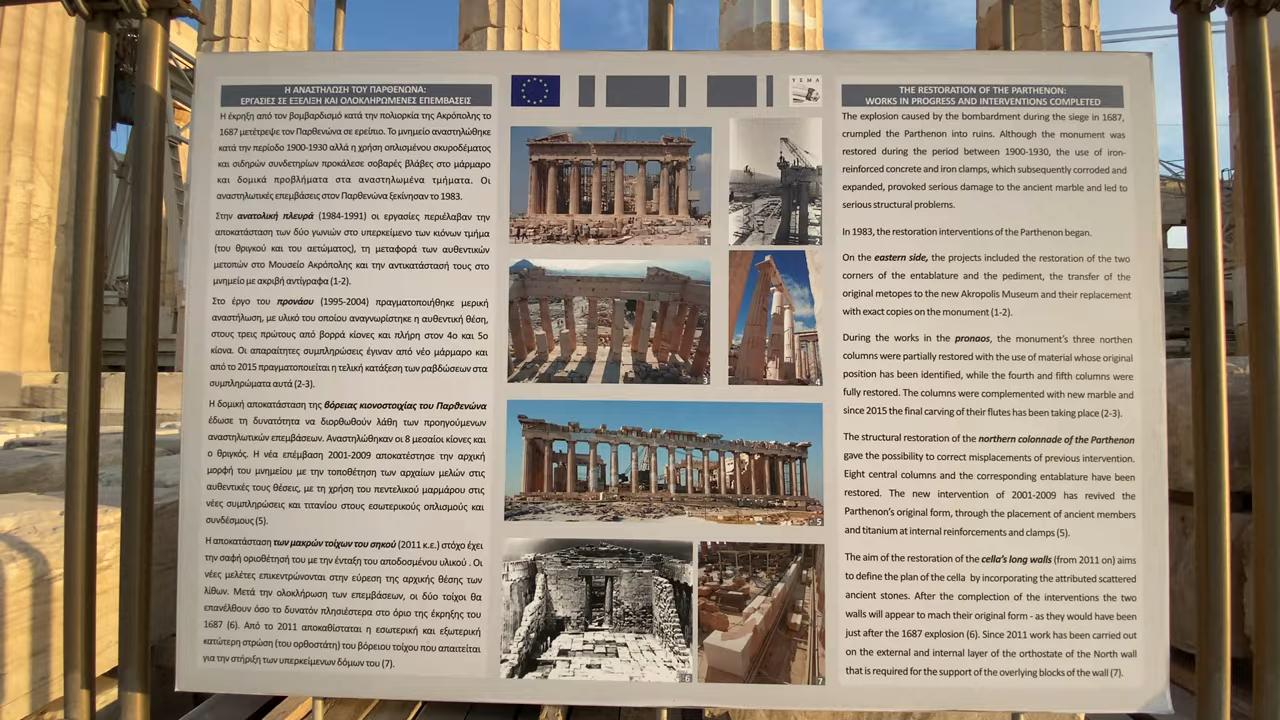 Η ΑΝΑΣΤΗΛΩΣΗ ΤΟΥ ΠΑΡΘΕΝΩΝΑ:
ΕΡΓΑΣΙΕΣ ΣΕ ΕΞΕΛΙΞΗ ΚΑΙ ΟΛΟΚΛΗΡΩΜΕΝΕΣ ΕΠΕΜΒΑΣΕΙΣ
Η έκρηξη από τον βομβαρδισμό κατά την πολιορκία της Ακρόπολης το
1687 μετέτρεψε τον Παρθενώνα σε ερείπιο. Το μνημείο αναστηλώθηκε
κατά την περίοδο 1900-1930 αλλά η χρήση οπλισμένου σκυροδέματος
και σιδηρών συνδετηρίων προκάλεσε σοβαρές βλάβες στο μάρμαρο
και δομικά προβλήματα στα αναστηλωμένα τμήματα. Οι
αναστηλωτικές επεμβάσεις στον Παρθενώνα ξεκίνησαν το 1983.
Στην ανατολική πλευρά (1984-1991) οι εργασίες περιέλαβαν την
αποκατάσταση των δύο γωνιών στο υπερκείμενο των κιόνων τμήμα
(του θριγκού και του αετώματος), τη μεταφορά των αυθεντικών
μετοπών στο Μουσείο Ακρόπολης και την αντικατάστασή τους στο
μνημείο με ακριβή αντίγραφα (1-2).
Στο έργο του προνάου (1995-2004) πραγματοποιήθηκε μερική
αναστήλωση, με υλικό του οποίου αναγνωρίστηκε η αυθεντική θέση,
στους τρεις πρώτους από βορρά κίονες και πλήρη στον 4ο και 5ο
κίονα. Οι απαραίτητες συμπληρώσεις έγιναν από νέο μάρμαρο και
από το 2015 πραγματοποιείται η τελική κατάξεση των ραβδώσεων στα
συμπληρώματα αυτά (2-3).
Η δομική αποκατάσταση της βόρειας κιονοστοιχίας του Παρθενώνα
έδωσε τη δυνατότητα να διορθωθούν λάθη των προηγούμενων
αναστηλωτικών επεμβάσεων. Αναστηλώθηκαν οι 8 μεσαίοι κίονες και
ο θριγκός. Η νέα επέμβαση 2001-2009 αποκατέστησε την αρχική
μορφή του μνημείου με την τοποθέτηση των αρχαίων μελών στις
αυθεντικές τους θέσεις, με τη χρήση του πεντελικού μαρμάρου στις
νέες συμπληρώσεις και τιτανίου στους εσωτερικούς οπλισμούς και
συνδέσμους (5).
Η αποκατάσταση των μακρών τοίχων του σηκού (2011 κ.ε.) στόχο έχει
την σαφή οριοθέτησή του με την ένταξη του αποδοσμένου υλικού . Οι
νέες μελέτες επικεντρώνονται στην εύρεση της αρχικής θέσης των
λίθων. Μετά την ολοκλήρωση των επεμβάσεων, οι δύο τοίχοι θα
επανέλθουν όσο το δυνατόν πλησιέστερα στο όριο της έκρηξης του
1687 (6). Από το 2011 αποκαθίσταται η εσωτερική και εξωτερική
κατώτερη στρώση (του ορθοστάτη) του βόρειου τοίχου που απαιτείται
για την στήριξη των υπερκείμενων δόμων του (7).
ΥΣΜΑ
1
2
3
4
5
6
7
THE RESTORATION OF THE PARTHENON:
WORKS IN PROGRESS AND INTERVENTIONS COMPLETED
The explosion caused by the bombardment during the siege in 1687,
crumpled the Parthenon into ruins. Although the monument was
restored during the period between 1900-1930, the use of iron-
reinforced concrete and iron clamps, which subsequently corroded and
expanded, provoked serious damage to the ancient marble and led to
serious structural problems.
In 1983, the restoration interventions of the Parthenon began.
On the eastern side, the projects included the restoration of the two
corners of the entablature and the pediment, the transfer of the
original metopes to the new Akropolis Museum and their replacement
with exact copies on the monument (1-2).
During the works in the pronaos, the monument's three northen
columns were partially restored with the use of material whose original
position has been identified, while the fourth and fifth columns were
fully restored. The columns were complemented with new marble and
since 2015 the final carving of their flutes has been taking place (2-3).
The structural restoration of the northern colonnade of the Parthenon
gave the possibility to correct misplacements of previous intervention.
Eight central columns and the corresponding entablature have been
restored. The new intervention of 2001-2009 has revived the
Parthenon's original form, through the placement of ancient members
and titanium at internal reinforcements and clamps (5).
The aim of the restoration of the cella's long walls (from 2011 on) aims
to define the plan of the cella by incorporating the attributed scattered
ancient stones. After the complection of the interventions the two
walls will appear to mach their original form - as they would have been
just after the 1687 explosion (6). Since 2011 work has been carried out
on the external and internal layer of the orthostate of the North wall
that is required for the support of the overlying blocks of the wall (7).